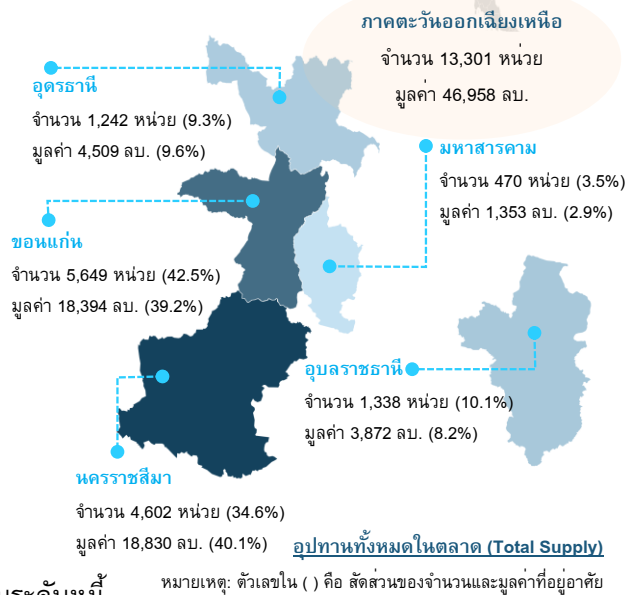 ภาคตะวันออกเฉียงเหนือ
จำนวน 13,301 หน่วย
มูลค่า 46,958 ลบ.
อุดรธานี
จำนวน 1,242 หน่วย (9.3%)
มูลค่า 4,509 ลบ. (9.6%)
มหาสารคาม
จำนวน 470 หน่วย (3.5%)
มูลค่า 1,353 ลบ. (2.9%)
ขอนแก่น
จำนวน 5,649 หน่วย (42.5%)
มูลค่า 18,394 ลบ. (39.2%)
อุบลราชธานี
จำนวน 1,338 หน่วย (10.1%)
มูลค่า 3,872 ลบ. (8.2%)
นครราชสีมา
จำนวน 4,602 หน่วย (34.6%)
มูลค่า 18,830 ลบ. (40.1%)
อุปทานทั้งหมดในตลาด (Total Supply)
หมายเหตุ: ตัวเลขใน ( ) คือ สัดส่วนของจำนวนและมูลค่าที่อยู่อาศัย